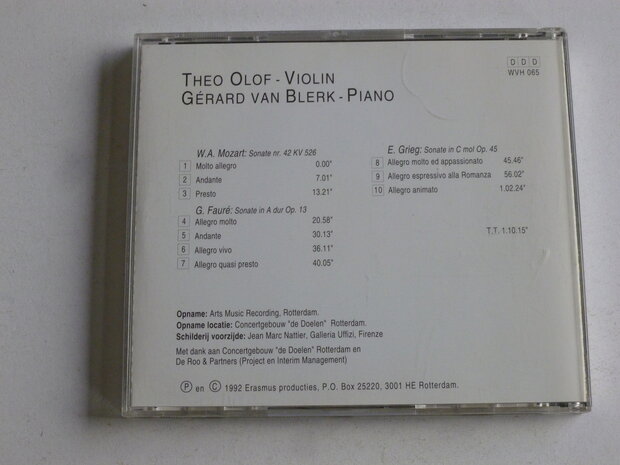 THEO OLOF - VIOLIN
GÉRARD VAN BLERK - PIANO
D D D
WVH 065
W.A. Mozart: Sonate nr. 42 KV 526
1 Molto allegro 0.00"
2 Andante 7.01"
3 Presto 13.21"
G. Fauré: Sonate in A dur Op. 13
4 Allegro molto 20.58"
5 Andante 30.13"
6 Allegro vivo 36.11"
7 Allegro quasi presto 40.05"
E. Grieg: Sonate in C mol Op. 45
8 Allegro molto ed appassionato 45.46"
9 Allegro espressivo alla Romanza 56.02"
10 Allegro animato 1.02.24"
T.T. 1.10.15"
Opname: Arts Music Recording, Rotterdam.
Opname locatie: Concertgebouw "de Doelen" Rotterdam.
Schilderij voorzijde: Jean Marc Nattier, Galleria Uffizi, Firenze
Met dank aan Concertgebouw "de Doelen" Rotterdam en
De Roo & Partners (Project en Interim Management)
Ⓟ en © 1992 Erasmus producties, P.O. Box 25220, 3001 HE Rotterdam.